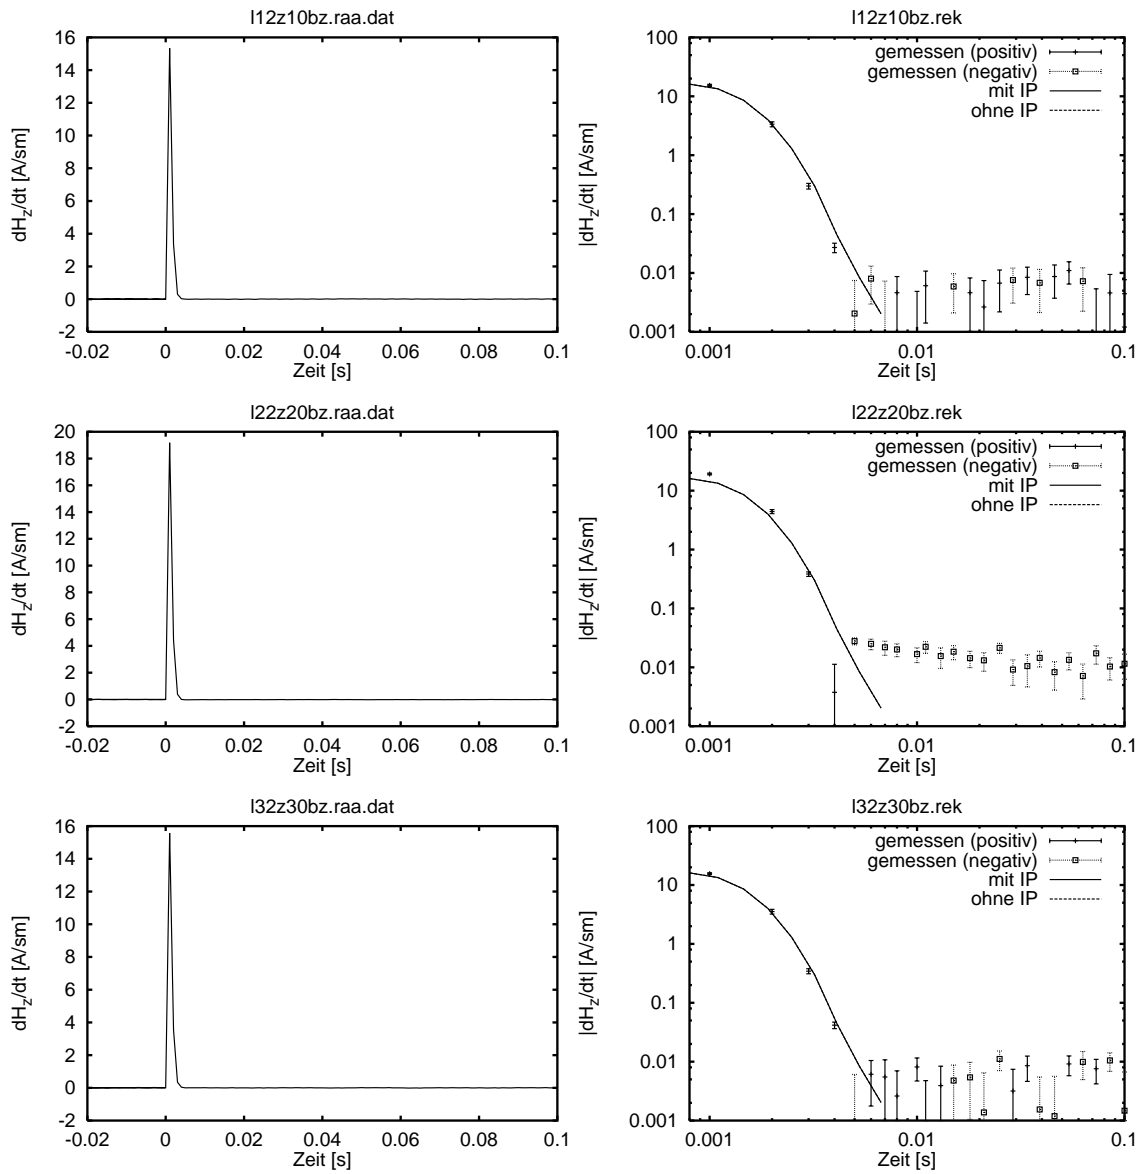 l12z10bz.raa.dat
16
14
12
10
8
6
4
2
0
-2
-0.02 0 0.02 0.04 0.06 0.08 0.1
Zeit [s]
dHz/dt [A/sm]
l12z10bz.rek
100
10
1
0.1
0.01
0.001
0.001 0.01 0.1
Zeit [s]
|dHz/dt| [A/sm]
gemessen (positiv)
gemessen (negativ)
mit IP
ohne IP
l22z20bz.raa.dat
20
18
16
14
12
10
8
6
4
2
0
-2
-0.02 0 0.02 0.04 0.06 0.08 0.1
Zeit [s]
dHz/dt [A/sm]
l22z20bz.rek
100
10
1
0.1
0.01
0.001
0.001 0.01 0.1
Zeit [s]
|dHz/dt| [A/sm]
gemessen (positiv)
gemessen (negativ)
mit IP
ohne IP
l32z30bz.raa.dat
16
14
12
10
8
6
4
2
0
-2
-0.02 0 0.02 0.04 0.06 0.08 0.1
Zeit [s]
dHz/dt [A/sm]
l32z30bz.rek
100
10
1
0.1
0.01
0.001
0.001 0.01 0.1
Zeit [s]
|dHz/dt| [A/sm]
gemessen (positiv)
gemessen (negativ)
mit IP
ohne IP